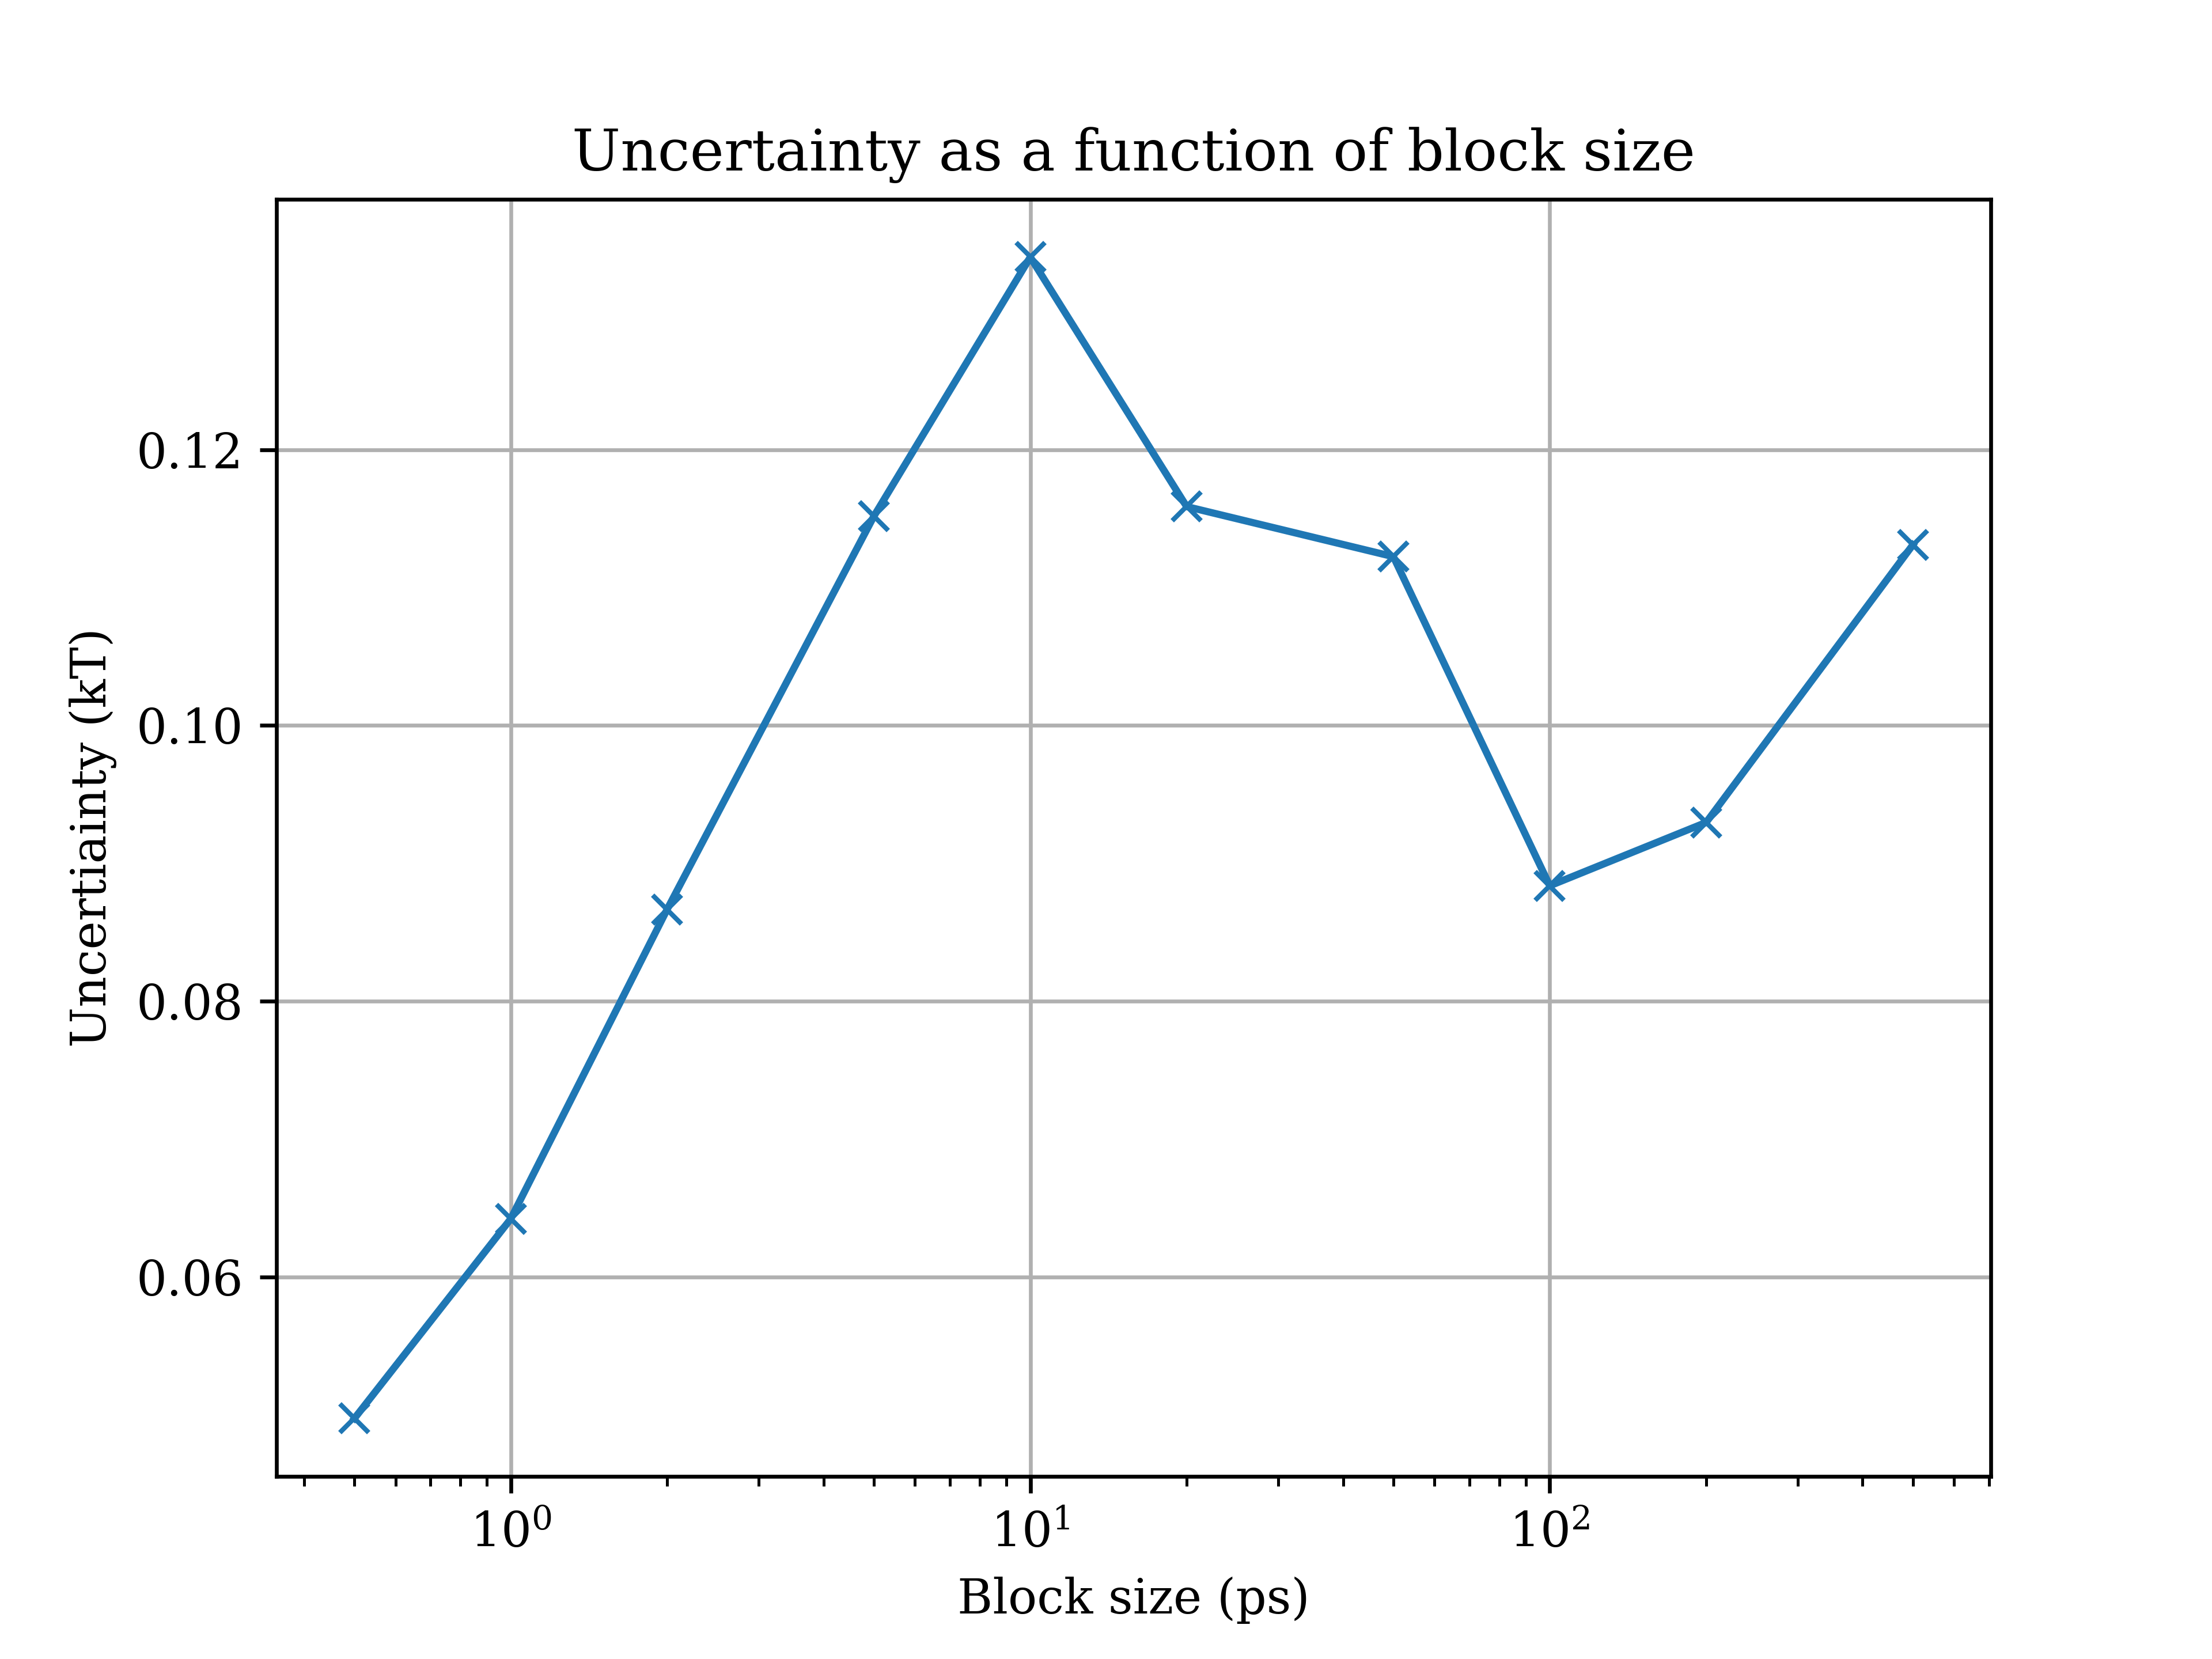 Uncertainty as a function of block size
Uncertiainty (kT)
0.12
0.10
0.08
0.06
10⁰
10¹
10²
Block size (ps)